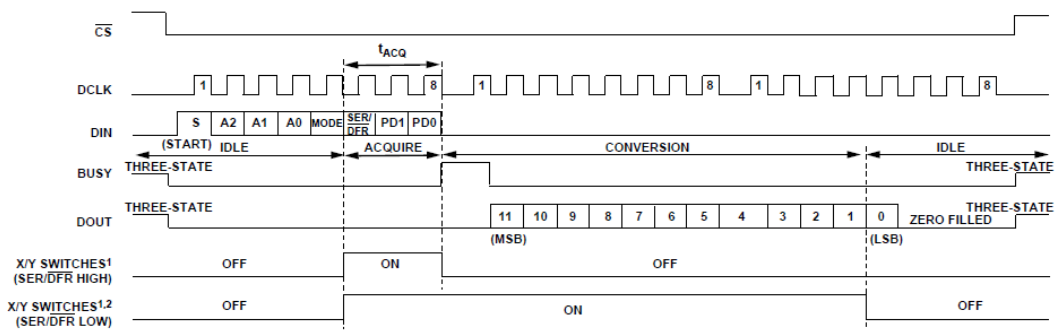 CS
tACQ
DCLK 1 8 1 8 1 8
DIN S A2 A1 A0 MODE SER/DFR PD1 PD0
(START)
IDLE ACQUIRE CONVERSION IDLE
BUSY THREE-STATE THREE-STATE
DOUT THREE-STATE 11 10 9 8 7 6 5 4 3 2 1 0 ZERO FILLED THREE-STATE
(MSB) (LSB)
X/Y SWITCHES1 OFF ON OFF
(SER/DFR HIGH)
X/Y SWITCHES1,2 OFF ON OFF
(SER/DFR LOW)